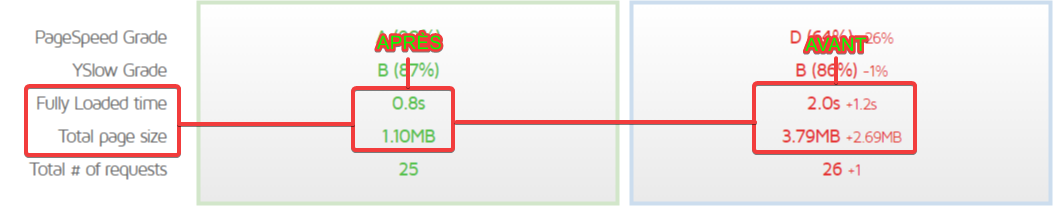 PageSpeed Grade D (64%) -26%
APRÈS AVANT
YSlow Grade B (87%) B (86%) -1%
Fully Loaded time 0.8s 2.0s +1.2s
Total page size 1.10MB 3.79MB +2.69MB
Total # of requests 25 26 +1